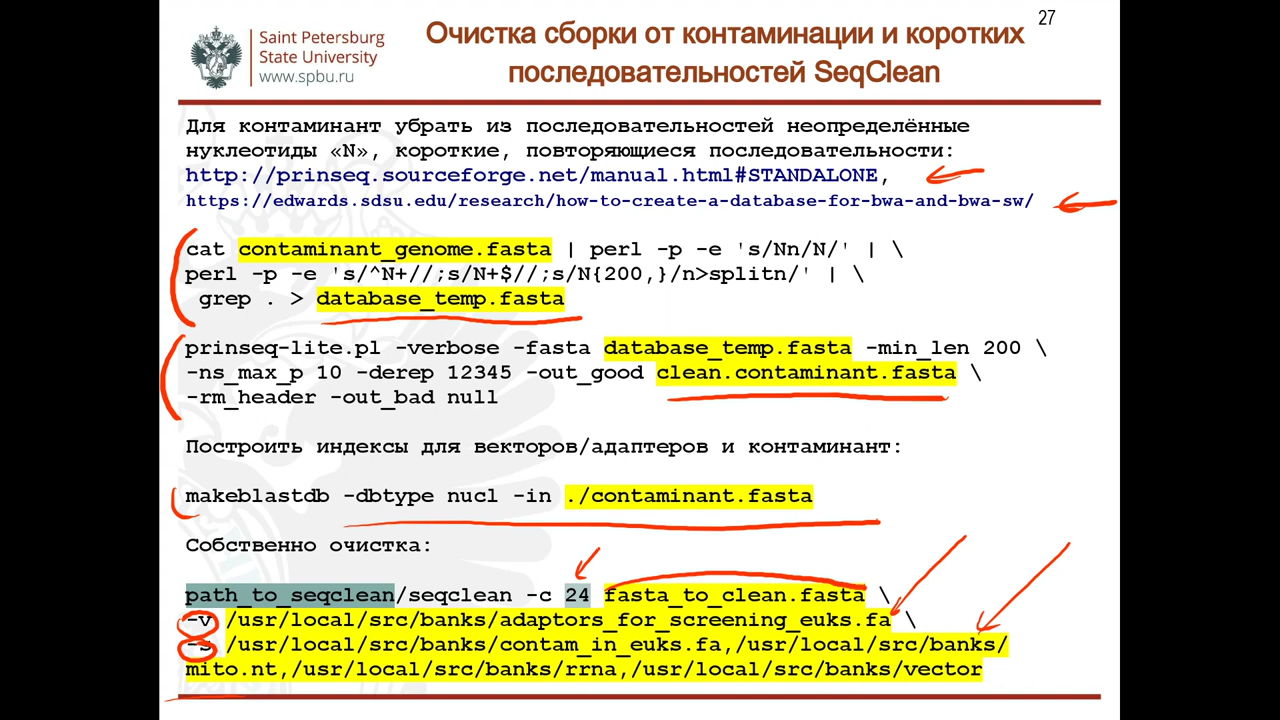 27
Saint Petersburg
State University
www.spbu.ru
Очистка сборки от контаминации и коротких
последовательностей SeqClean
Для контаминант убрать из последовательностей неопределённые
нуклеотиды «N», короткие, повторяющиеся последовательности:
http://prinseq.sourceforge.net/manual.html#STANDALONE,
https://edwards.sdsu.edu/research/how-to-create-a-database-for-bwa-and-bwa-sw/
cat contaminant_genome.fasta | perl -p -e 's/Nn/N/' | \
perl -p -e 's/^N+//;s/N+$//;s/N{200,}/n>splitn/' | \
grep . > database_temp.fasta
prinseq-lite.pl -verbose -fasta database_temp.fasta -min_len 200 \
-ns_max_p 10 -derep 12345 -out_good clean.contaminant.fasta \
-rm_header -out_bad null
Построить индексы для векторов/адаптеров и контаминант:
makeblastdb -dbtype nucl -in ./contaminant.fasta
Собственно очистка:
path_to_seqclean/seqclean -c 24 fasta_to_clean.fasta \
-v /usr/local/src/banks/adaptors_for_screening_euks.fa \
-s /usr/local/src/banks/contam_in_euks.fa,/usr/local/src/banks/
mito.nt,/usr/local/src/banks/rrna,/usr/local/src/banks/vector